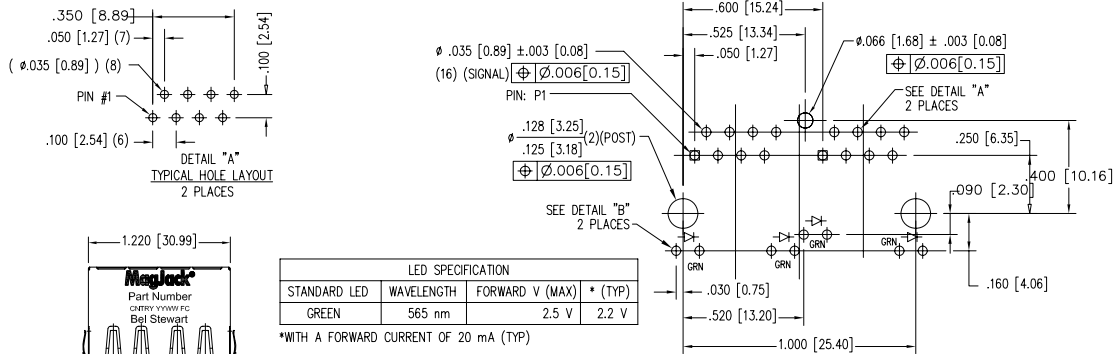 .350 [8.89]
.050 [1.27] (7)
( ø.035 [0.89] ) (8)
PIN #1
.100 [2.54] (6)
.100 [2.54]
DETAIL "A"
TYPICAL HOLE LAYOUT
2 PLACES
.600 [15.24]
.525 [13.34]
.050 [1.27]
ø .035 [0.89] ±.003 [0.08]
(16) (SIGNAL) ⌖ Ø.006[0.15]
PIN: P1
ø .128 [3.25]
.125 [3.18] (2)(POST)
⌖ Ø.006[0.15]
SEE DETAIL "B"
2 PLACES
ø.066 [1.68] ± .003 [0.08]
⌖ Ø.006[0.15]
SEE DETAIL "A"
2 PLACES
.250 [6.35]
.400 [10.16]
.090 [2.30]
GRN
GRN
GRN
GRN
.160 [4.06]
.030 [0.75]
.520 [13.20]
1.000 [25.40]
1.220 [30.99]
MagJack®
Part Number
CNTRY YYWW FC
Bel Stewart
LED SPECIFICATION
STANDARD LED WAVELENGTH FORWARD V (MAX) * (TYP)
GREEN 565 nm 2.5 V 2.2 V
*WITH A FORWARD CURRENT OF 20 mA (TYP)